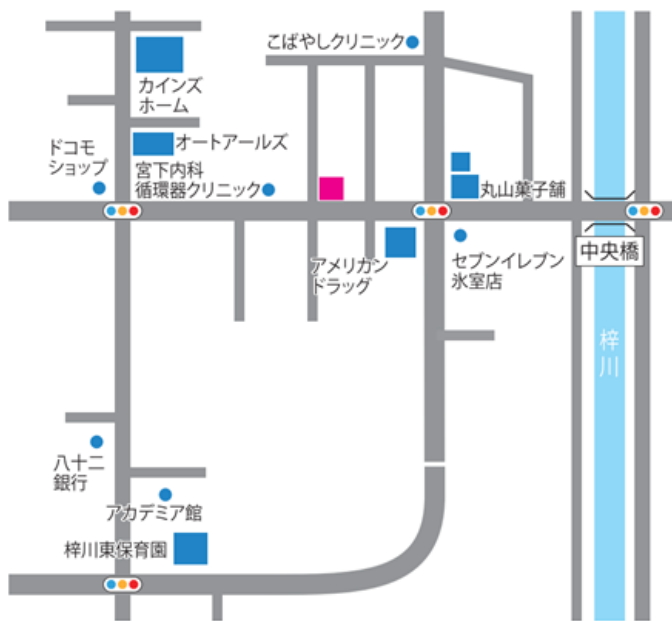 こばやしクリニック
カインズ
ホーム
オートアールズ
ドコモ
ショップ
宮下内科
循環器クリニック
丸山菓子舗
アメリカン
ドラッグ
セブンイレブン
氷室店
中央橋
梓川
八十二
銀行
アカデミア館
梓川東保育園